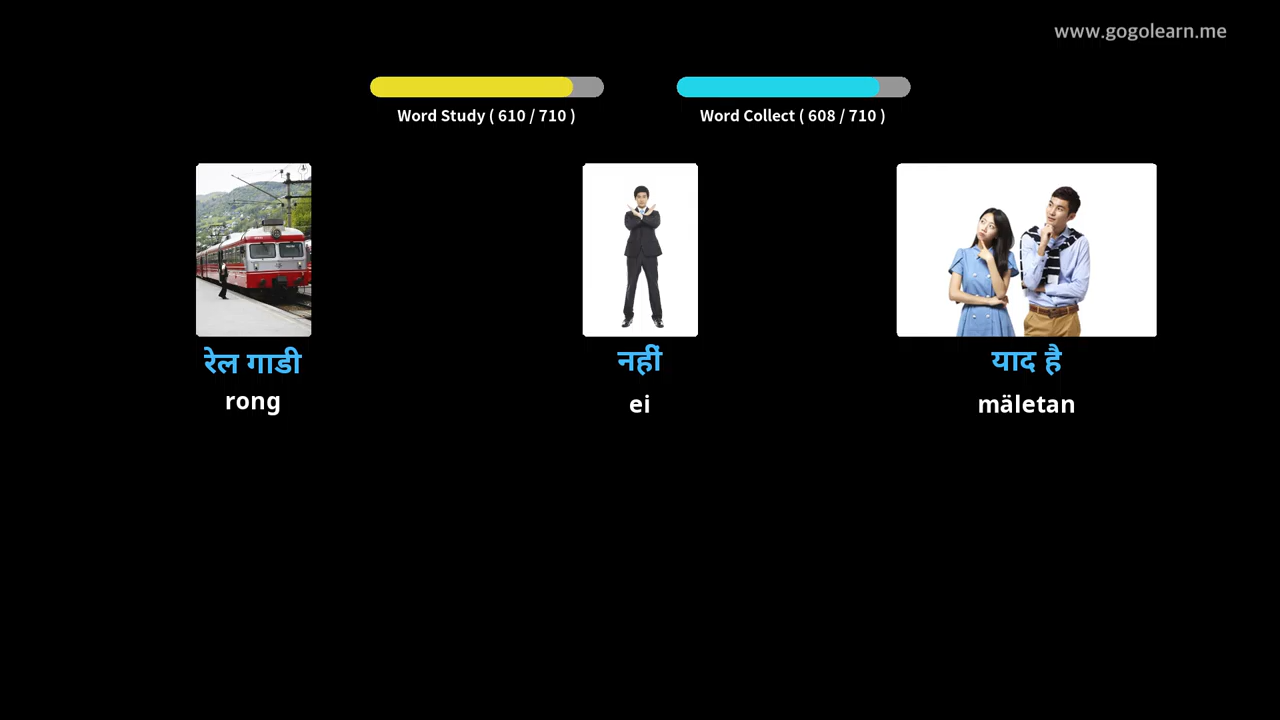 www.gogolearn.me
Word Study ( 610 / 710 )
Word Collect ( 608 / 710 )
रेल गाडी
नहीं
याद है
rong
ei
mäletan